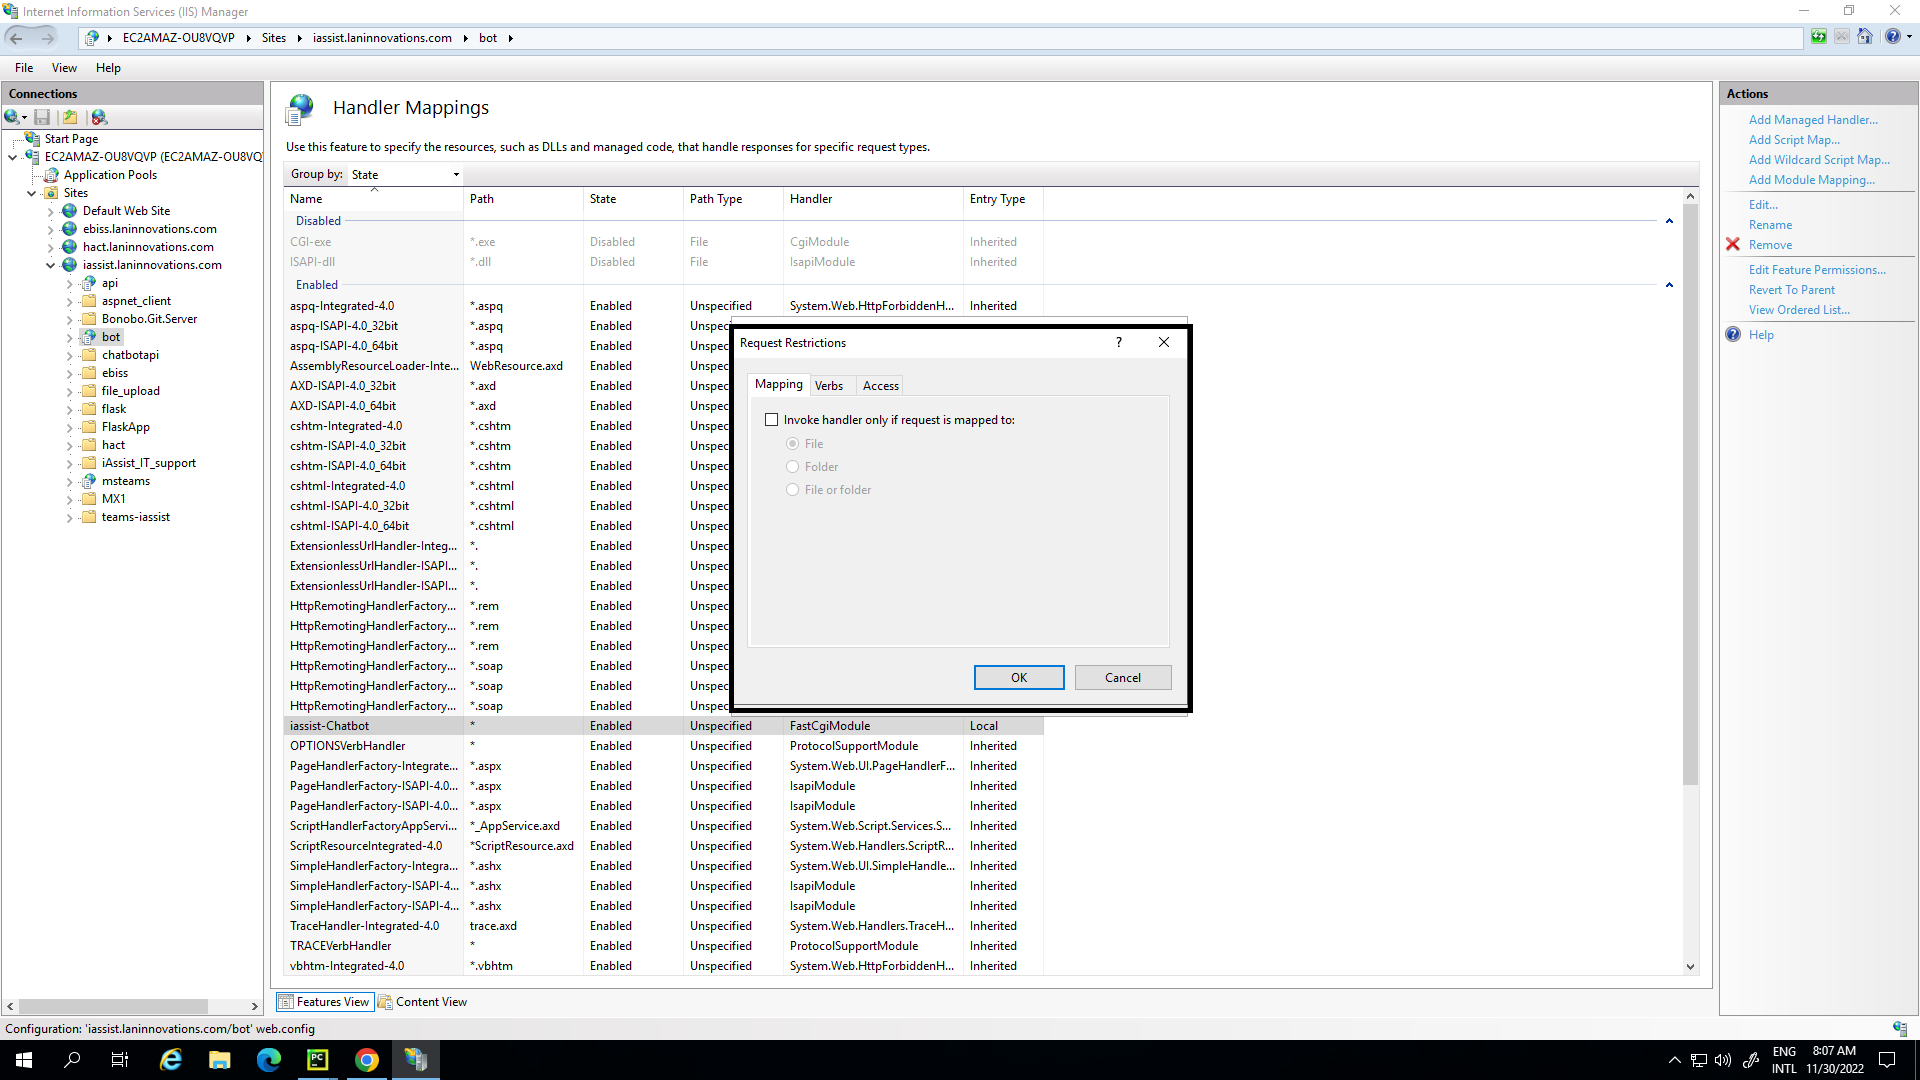 Internet Information Services (IIS) Manager
EC2AMAZ-OU8VQVP
Sites
iassist.laninnovations.com
bot
File
View
Help
Connections
Start Page
EC2AMAZ-OU8VQVP (EC2AMAZ-OU8VQ
Application Pools
Sites
Default Web Site
ebiss.laninnovations.com
hact.laninnovations.com
iassist.laninnovations.com
api
aspnet_client
Bonobo.Git.Server
bot
chatbotapi
ebiss
file_upload
flask
FlaskApp
hact
iAssist_IT_support
msteams
MX1
teams-iassist
Handler Mappings
Use this feature to specify the resources, such as DLLs and managed code, that handle responses for specific request types.
Group by: State
Name Path State Path Type Handler Entry Type
Disabled
CGI-exe *.exe Disabled File CgiModule Inherited
ISAPI-dll *.dll Disabled File IsapiModule Inherited
Enabled
aspq-Integrated-4.0 *.aspq Enabled Unspecified System.Web.HttpForbiddenH... Inherited
aspq-ISAPI-4.0_32bit *.aspq Enabled Unspec
aspq-ISAPI-4.0_64bit *.aspq Enabled Unspec
AssemblyResourceLoader-Inte... WebResource.axd Enabled Unspec
AXD-ISAPI-4.0_32bit *.axd Enabled Unspec
AXD-ISAPI-4.0_64bit *.axd Enabled Unspec
cshtm-Integrated-4.0 *.cshtm Enabled Unspec
cshtm-ISAPI-4.0_32bit *.cshtm Enabled Unspec
cshtm-ISAPI-4.0_64bit *.cshtm Enabled Unspec
cshtml-Integrated-4.0 *.cshtml Enabled Unspec
cshtml-ISAPI-4.0_32bit *.cshtml Enabled Unspec
cshtml-ISAPI-4.0_64bit *.cshtml Enabled Unspec
ExtensionlessUrlHandler-Integ... *. Enabled Unspec
ExtensionlessUrlHandler-ISAPI... *. Enabled Unspec
ExtensionlessUrlHandler-ISAPI... *. Enabled Unspec
HttpRemotingHandlerFactory... *.rem Enabled Unspec
HttpRemotingHandlerFactory... *.rem Enabled Unspec
HttpRemotingHandlerFactory... *.rem Enabled Unspec
HttpRemotingHandlerFactory... *.soap Enabled Unspec
HttpRemotingHandlerFactory... *.soap Enabled Unspec
HttpRemotingHandlerFactory... *.soap Enabled Unspec
iassist-Chatbot * Enabled Unspecified FastCgiModule Local
OPTIONSVerbHandler * Enabled Unspecified ProtocolSupportModule Inherited
PageHandlerFactory-Integrate... *.aspx Enabled Unspecified System.Web.UI.PageHandlerF... Inherited
PageHandlerFactory-ISAPI-4.0... *.aspx Enabled Unspecified IsapiModule Inherited
PageHandlerFactory-ISAPI-4.0... *.aspx Enabled Unspecified IsapiModule Inherited
ScriptHandlerFactoryAppServi... *_AppService.axd Enabled Unspecified System.Web.Script.Services.S... Inherited
ScriptResourceIntegrated-4.0 *ScriptResource.axd Enabled Unspecified System.Web.Handlers.ScriptR... Inherited
SimpleHandlerFactory-Integra... *.ashx Enabled Unspecified System.Web.UI.SimpleHandle... Inherited
SimpleHandlerFactory-ISAPI-4... *.ashx Enabled Unspecified IsapiModule Inherited
SimpleHandlerFactory-ISAPI-4... *.ashx Enabled Unspecified IsapiModule Inherited
TraceHandler-Integrated-4.0 trace.axd Enabled Unspecified System.Web.Handlers.TraceH... Inherited
TRACEVerbHandler * Enabled Unspecified ProtocolSupportModule Inherited
vbhtm-Integrated-4.0 *.vbhtm Enabled Unspecified System.Web.HttpForbiddenH... Inherited
Request Restrictions ?
Mapping Verbs Access
Invoke handler only if request is mapped to:
File
Folder
File or folder
OK Cancel
Features View Content View
Actions
Add Managed Handler...
Add Script Map...
Add Wildcard Script Map...
Add Module Mapping...
Edit...
Rename
Remove
Edit Feature Permissions...
Revert To Parent
View Ordered List...
Help
Configuration: 'iassist.laninnovations.com/bot' web.config
PC
ENG
INTL
8:07 AM
11/30/2022